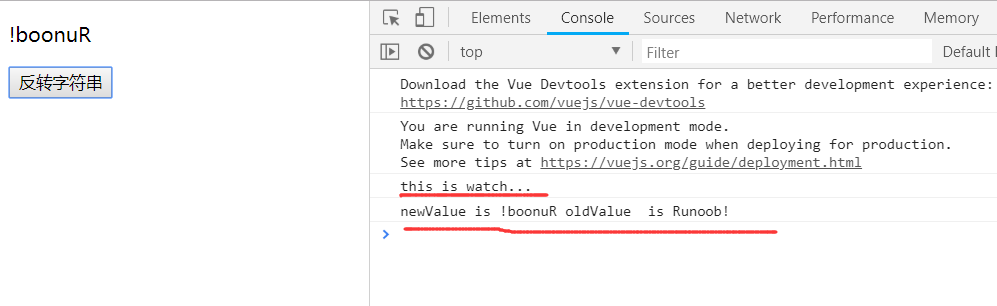 !boonuR
反转字符串
Elements Console Sources Network Performance Memory
top Filter Default l
Download the Vue Devtools extension for a better development experience:
https://github.com/vuejs/vue-devtools
You are running Vue in development mode.
Make sure to turn on production mode when deploying for production.
See more tips at https://vuejs.org/guide/deployment.html
this is watch...
newValue is !boonuR oldValue  is Runoob!